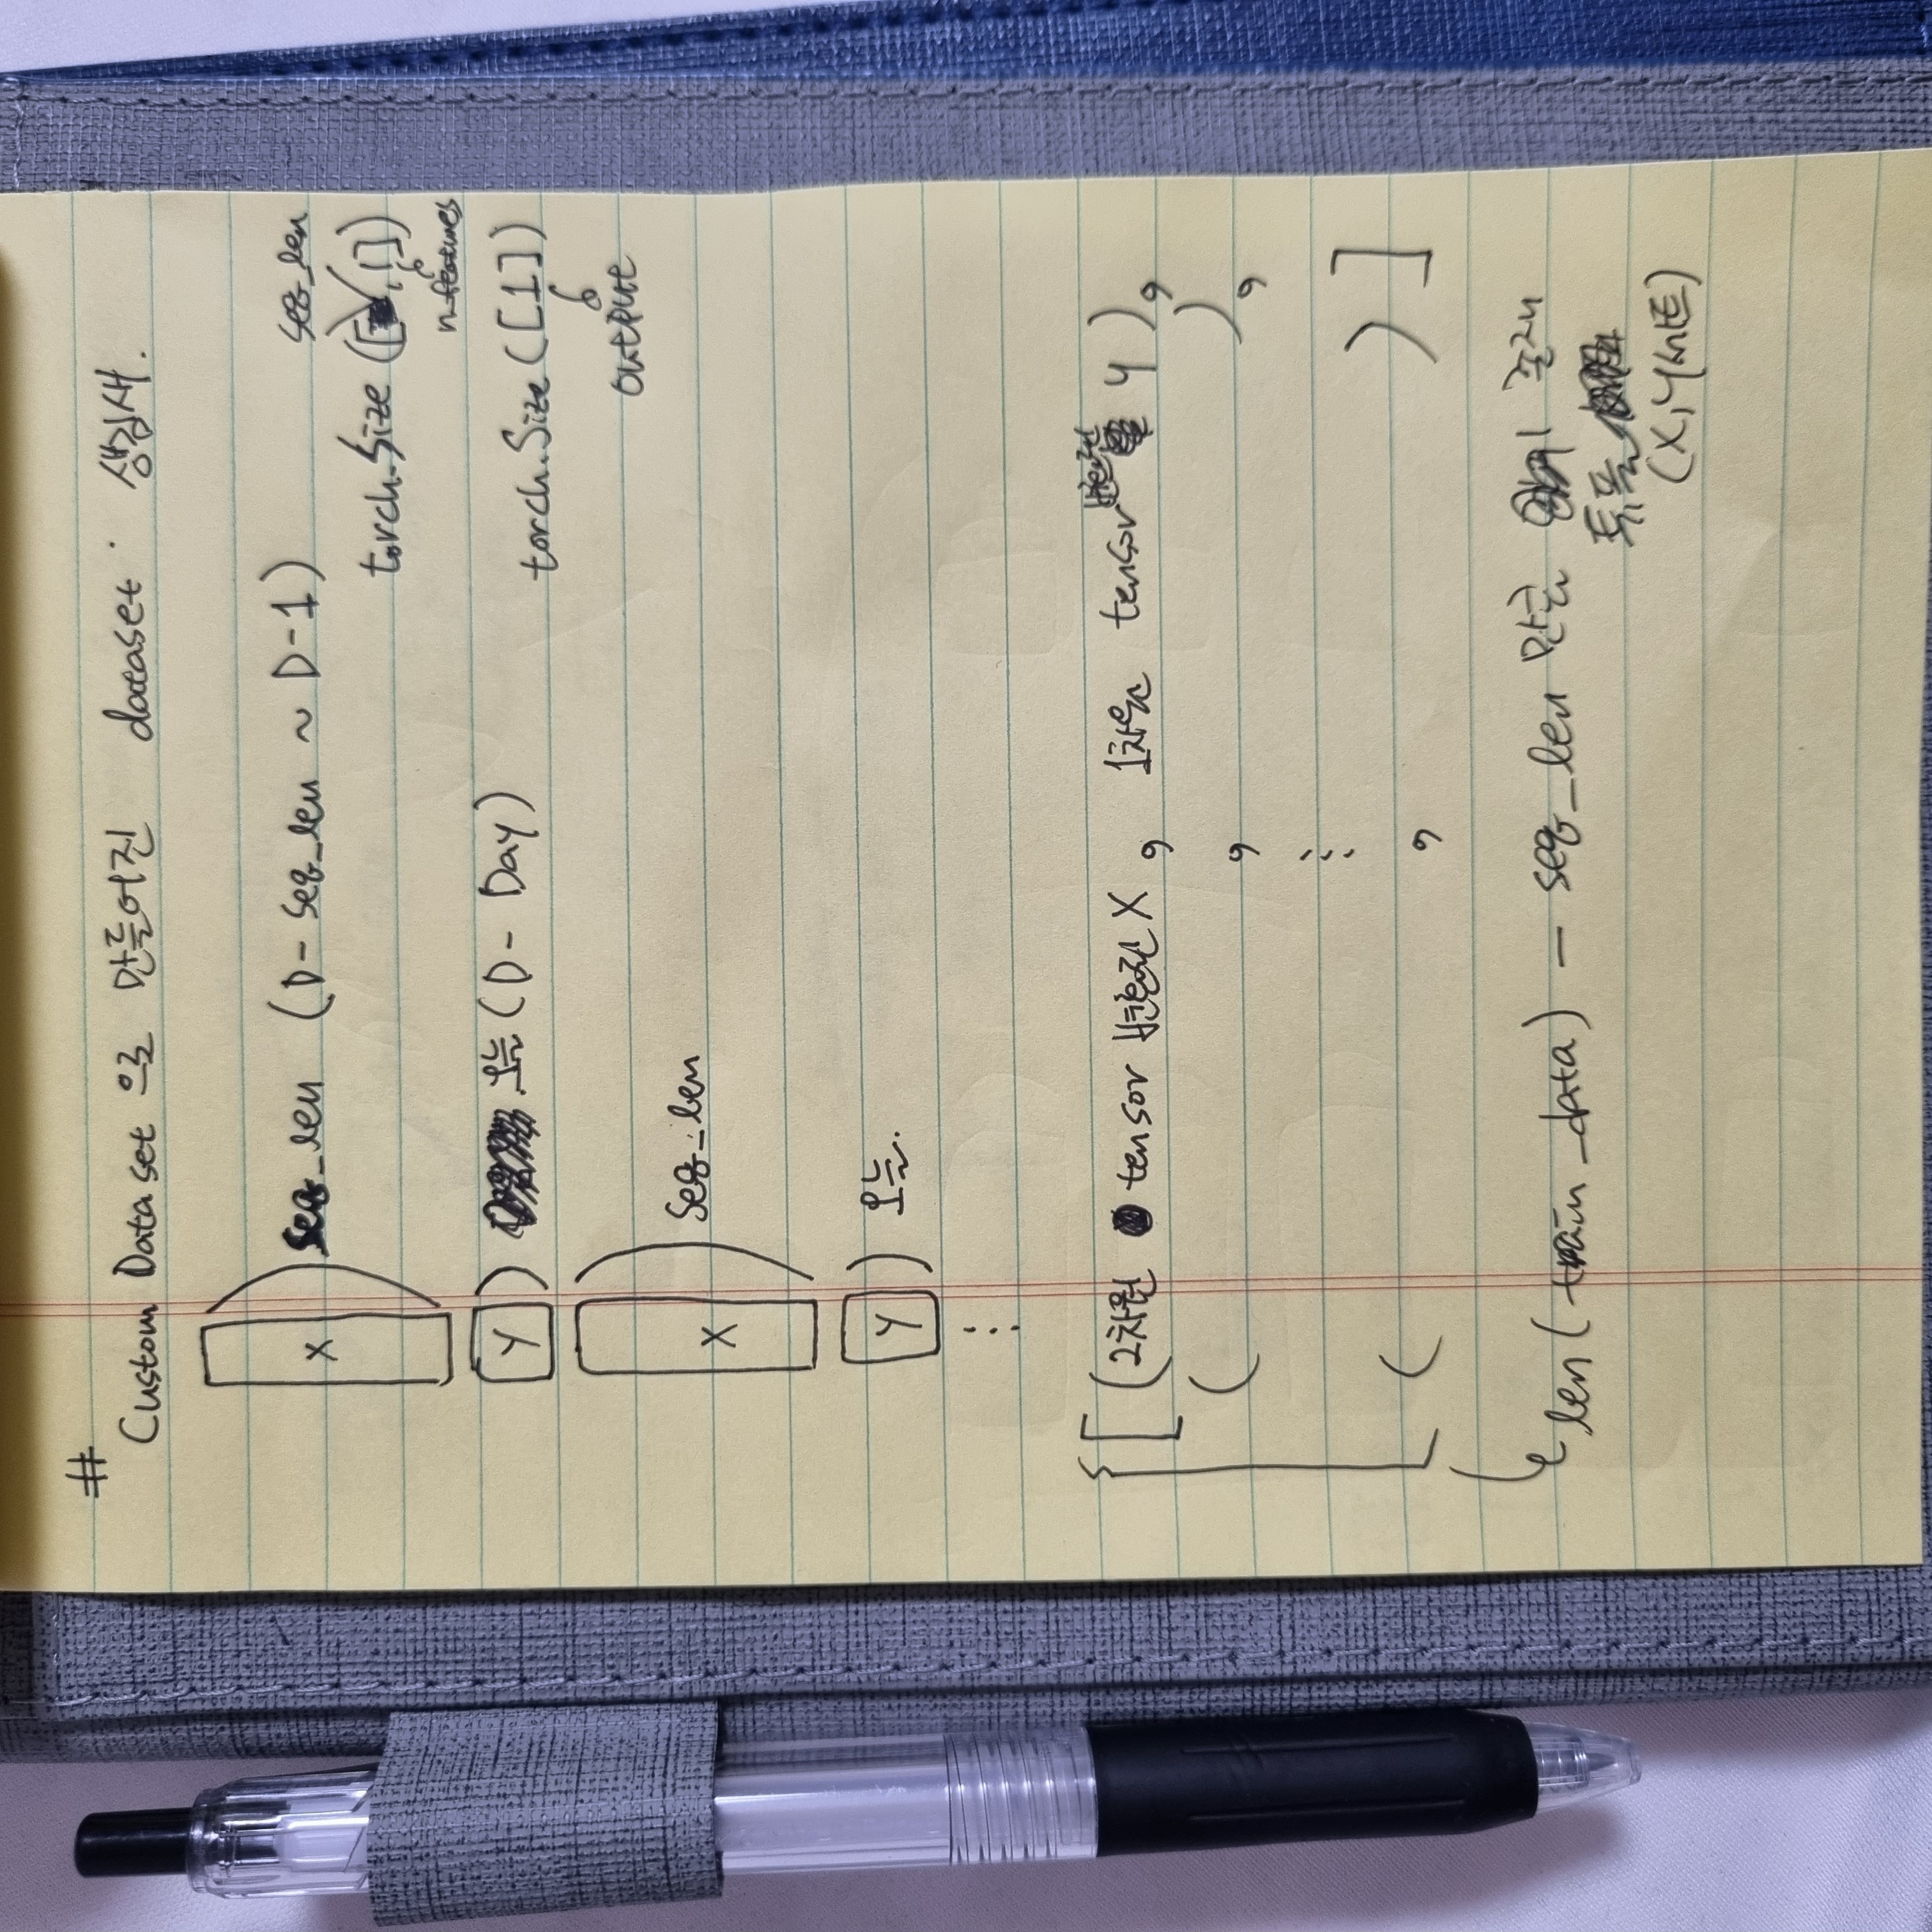 #
Custom Dataset 으로 만들어진 dataset 생김새.
X
seq_len (D- seq_len ~ D-1)
seq_len
torch.Size ([ ,1])
n_features
Y
오늘 (D- Day)
torch.Size ([1])
output
X
seq_len
Y
오늘.
⋮
[ (2차원 tensor 변환된 X , 1차원 tensor 변환된 y ),
( , ),
⋮
( , ) ]
len(train_data) - seq_len 만큼 존재
튜플
(X, y 세트)